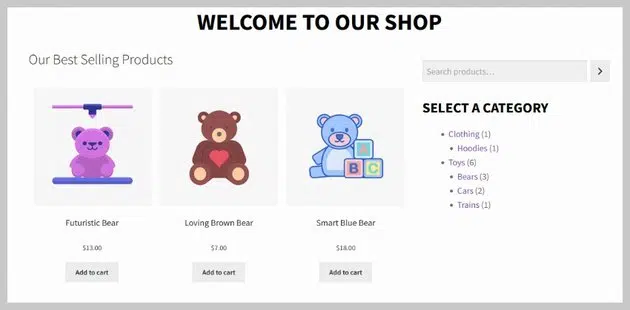 WELCOME TO OUR SHOP
Our Best Selling Products
Futuristic Bear
$13.00
Add to cart
Loving Brown Bear
$7.00
Add to cart
A
B C
Smart Blue Bear
$18.00
Add to cart
Search products...
SELECT A CATEGORY
Clothing (1)
Hoodies (1)
Toys (6)
Bears (3)
Cars (2)
Trains (1)